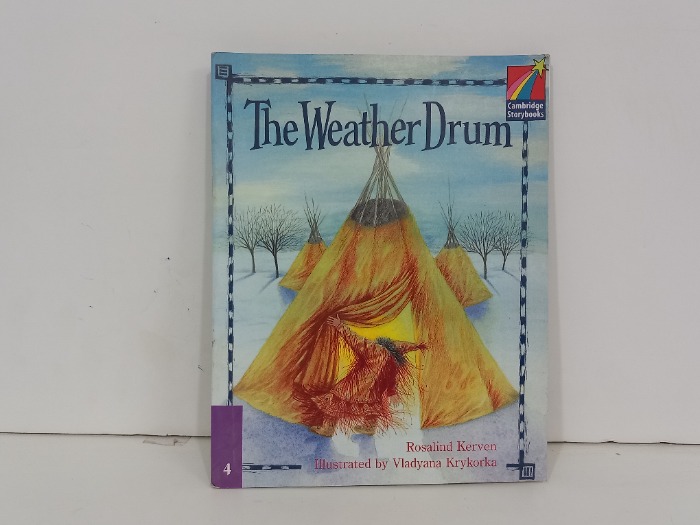 Cambridge
Storybooks
The Weather Drum
Rosalind Kerven
Illustrated by Vladyana Krykorka
4